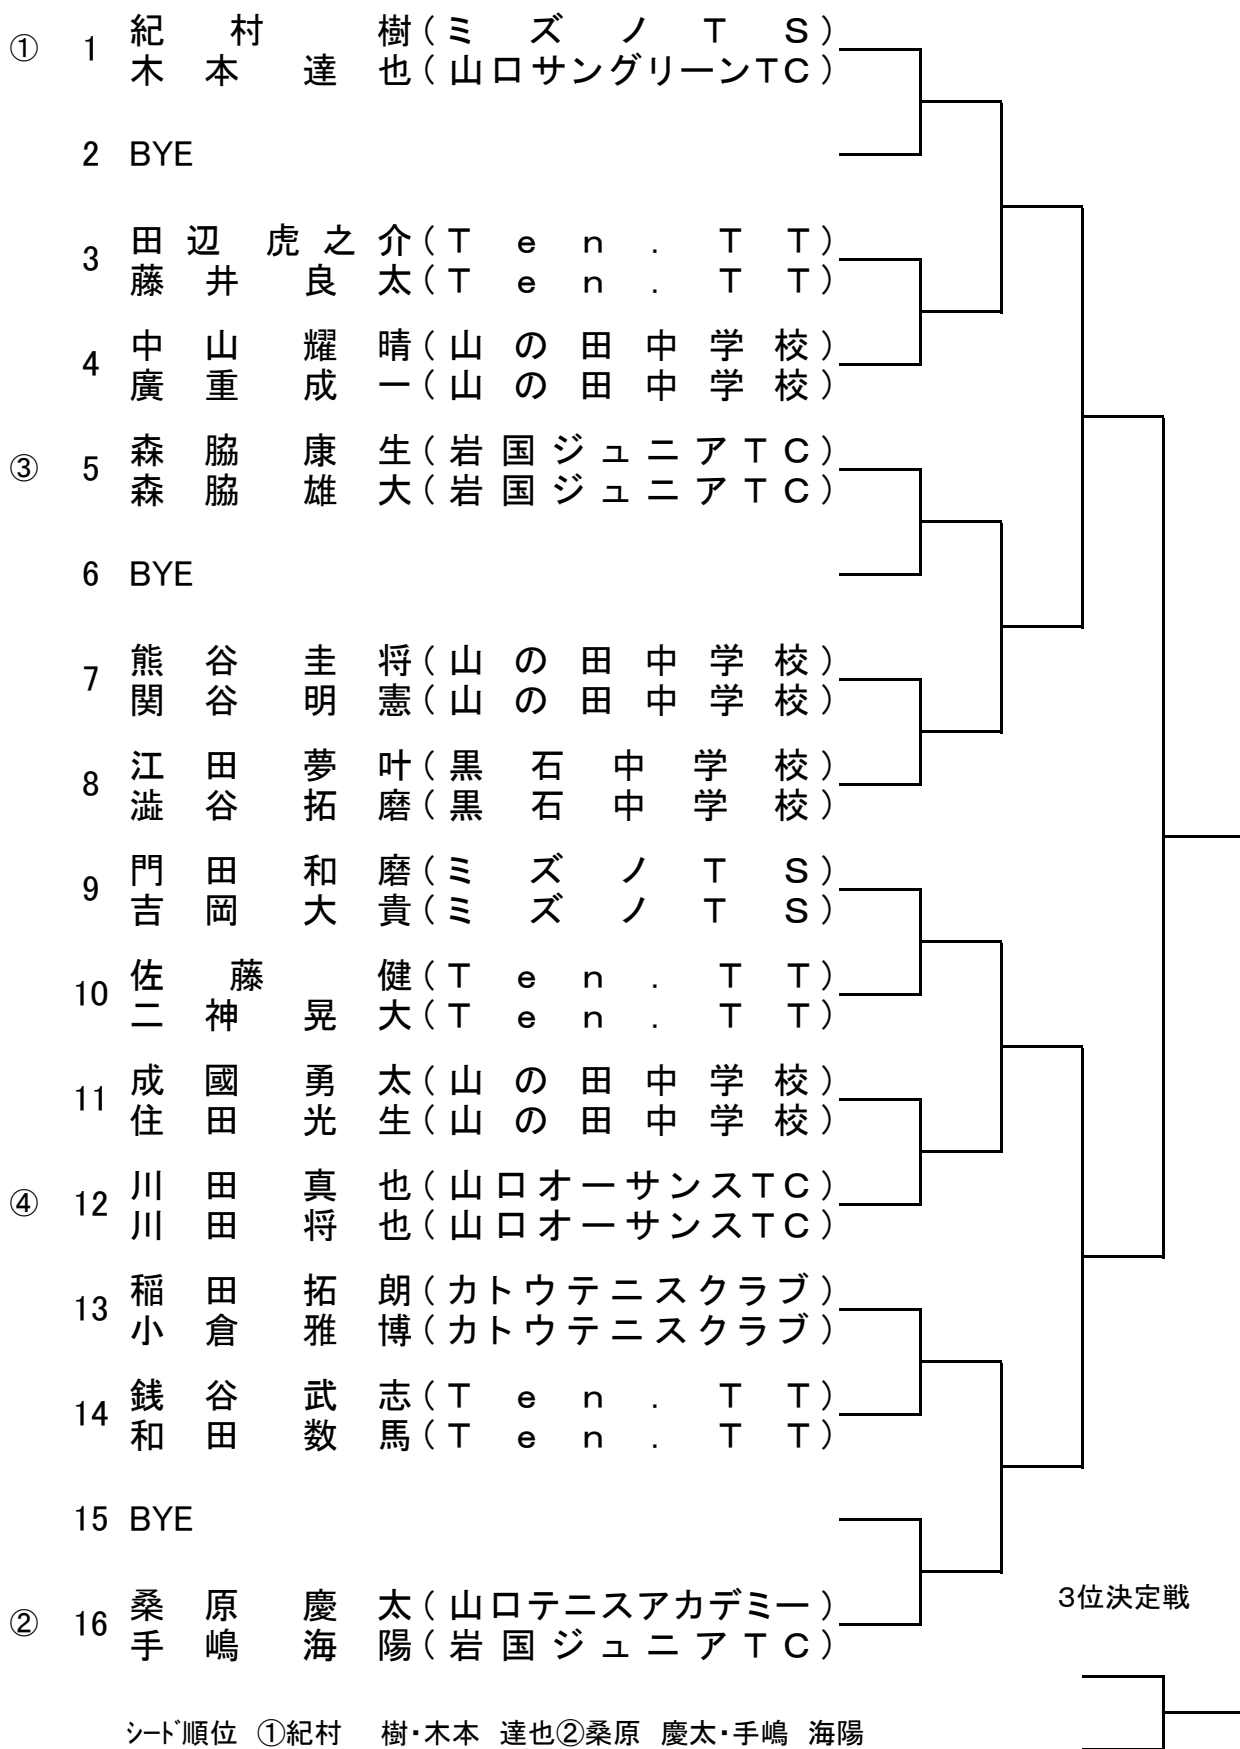 ① 1 紀村 樹(ミズノTS)
木本達也(山口サングリーンTC)
2 BYE
3 田辺虎之介(Ten.TT)
藤井良太(Ten.TT)
4 中山耀晴(山の田中学校)
廣重成一(山の田中学校)
③ 5 森脇康生(岩国ジュニアTC)
森脇雄大(岩国ジュニアTC)
6 BYE
7 熊谷圭将(山の田中学校)
関谷明憲(山の田中学校)
8 江田夢叶(黒石中学校)
澁谷拓磨(黒石中学校)
9 門田和磨(ミズノTS)
吉岡大貴(ミズノTS)
10 佐藤 健(Ten.TT)
二神晃大(Ten.TT)
11 成國勇太(山の田中学校)
住田光生(山の田中学校)
④ 12 川田真也(山口オーサンスTC)
川田将也(山口オーサンスTC)
13 稲田拓朗(カトウテニスクラブ)
小倉雅博(カトウテニスクラブ)
14 銭谷武志(Ten.TT)
和田数馬(Ten.TT)
15 BYE
3位決定戦
② 16 桑原慶太(山口テニスアカデミー)
手嶋海陽(岩国ジュニアTC)
シード順位 ①紀村 樹・木本 達也②桑原 慶太・手嶋 海陽